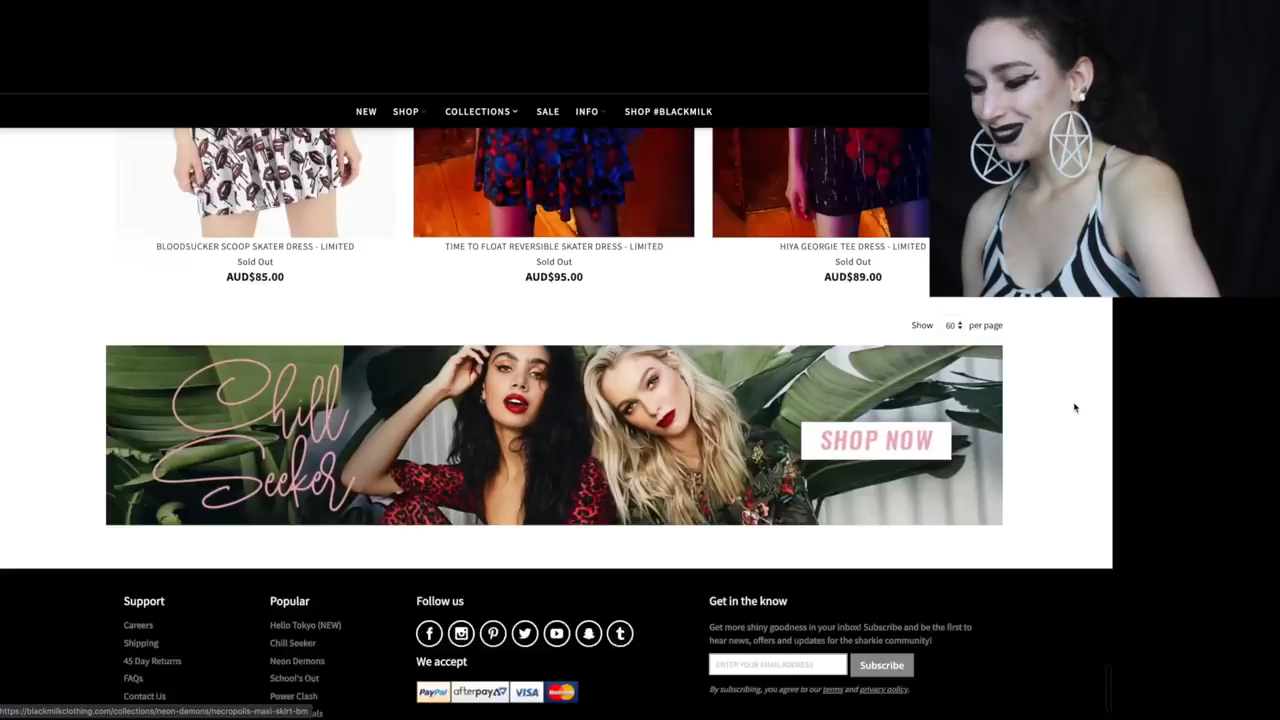 NEW SHOP COLLECTIONS SALE INFO SHOP #BLACKMILK
BLOODSUCKER SCOOP SKATER DRESS - LIMITED
Sold Out
AUD$85.00
TIME TO FLOAT REVERSIBLE SKATER DRESS - LIMITED
Sold Out
AUD$95.00
HIYA GEORGIE TEE DRESS - LIMITED
Sold Out
AUD$89.00
Show 60 per page
Chill
Seeker
SHOP NOW
Support
Careers
Shipping
45 Day Returns
FAQs
Contact Us
Popular
Hello Tokyo (NEW)
Chill Seeker
Neon Demons
School's Out
Power Clash
Follow us
We accept
PayPal afterpay VISA MasterCard
Get in the know
Get more shiny goodness in your inbox! Subscribe and be the first to
hear news, offers and updates for the sharkie community!
ENTER YOUR EMAIL ADDRESS
Subscribe
By subscribing, you agree to our terms and privacy policy.
https://blackmilkclothing.com/collections/neon-demons/necropolis-maxi-skirt-bm